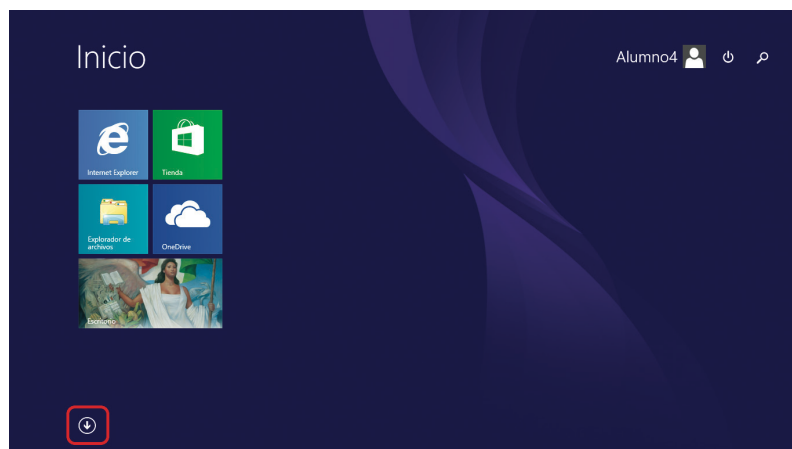 Inicio
Alumno4
Internet Explorer
Tienda
Explorador de
archivos
OneDrive
Escritorio